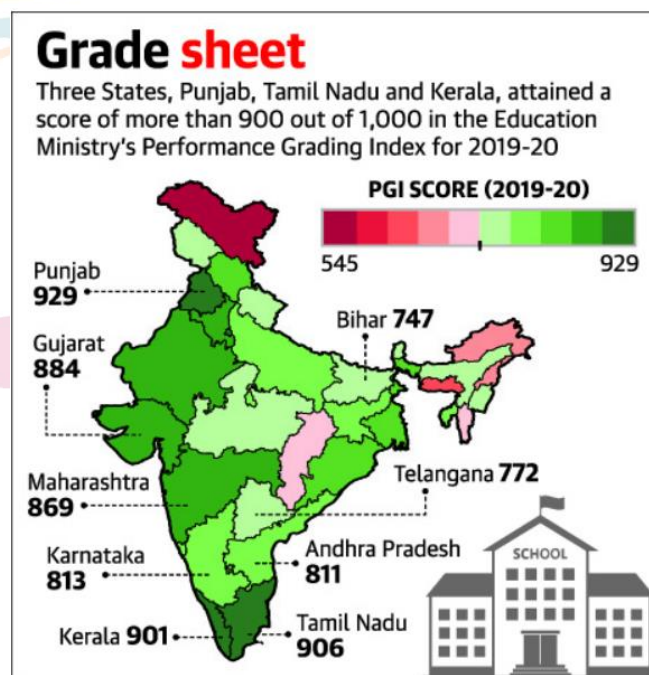 Grade sheet
Three States, Punjab, Tamil Nadu and Kerala, attained a
score of more than 900 out of 1,000 in the Education
Ministry's Performance Grading Index for 2019-20
PGI SCORE (2019-20)
545 929
Punjab
929
Gujarat
884
Bihar 747
Maharashtra
869
Telangana 772
Karnataka
813
Andhra Pradesh
811
SCHOOL
Kerala 901
Tamil Nadu
906